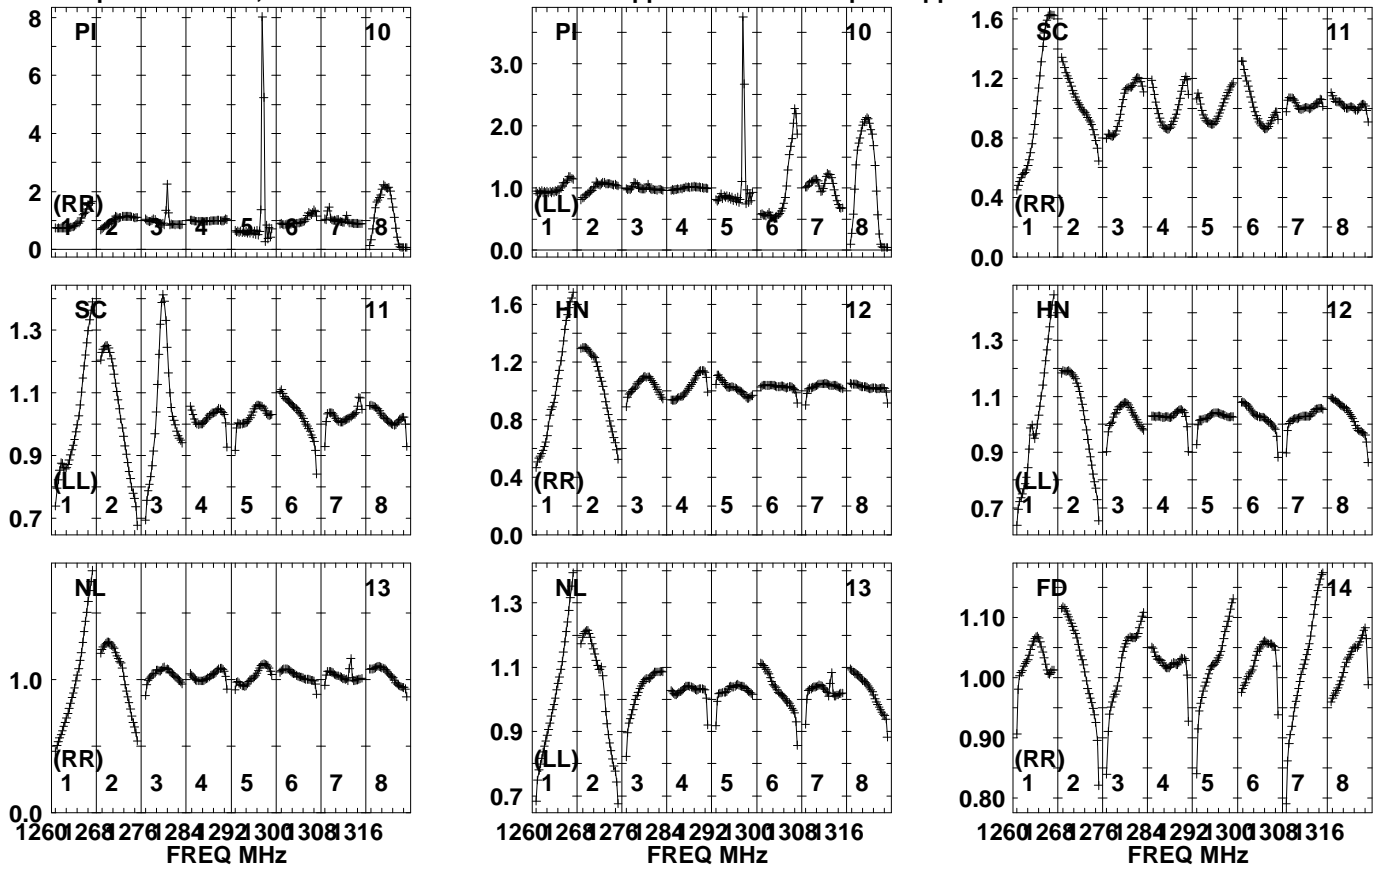 8 PI 10
6
4
2 (RR)
1 2 3 4 5 6 7 8
0
PI 10
3.0
2.0
1.0 (LL)
1 2 3 4 5 6 7 8
0.0
1.6 SC 11
1.2
0.8
0.4 (RR)
1 2 3 4 5 6 7 8
0.0
SC 11
1.3
1.1
0.9
(LL)
1 2 3 4 5 6 7 8
0.7
1.6 HN 12
1.2
0.8
0.4 (RR)
1 2 3 4 5 6 7 8
0.0
HN 12
1.3
1.1
0.9
(LL)
1 2 3 4 5 6 7 8
0.7
NL 13
1.0
(RR)
1 2 3 4 5 6 7 8
0.0
1260 1268 1276 1284 1292 1300 1308 1316
FREQ MHz
NL 13
1.3
1.1
0.9
(LL)
1 2 3 4 5 6 7 8
0.7
1260 1268 1276 1284 1292 1300 1308 1316
FREQ MHz
FD 14
1.10
1.00
0.90
(RR)
1 2 3 4 5 6 7 8
0.80
1260 1268 1276 1284 1292 1300 1308 1316
FREQ MHz